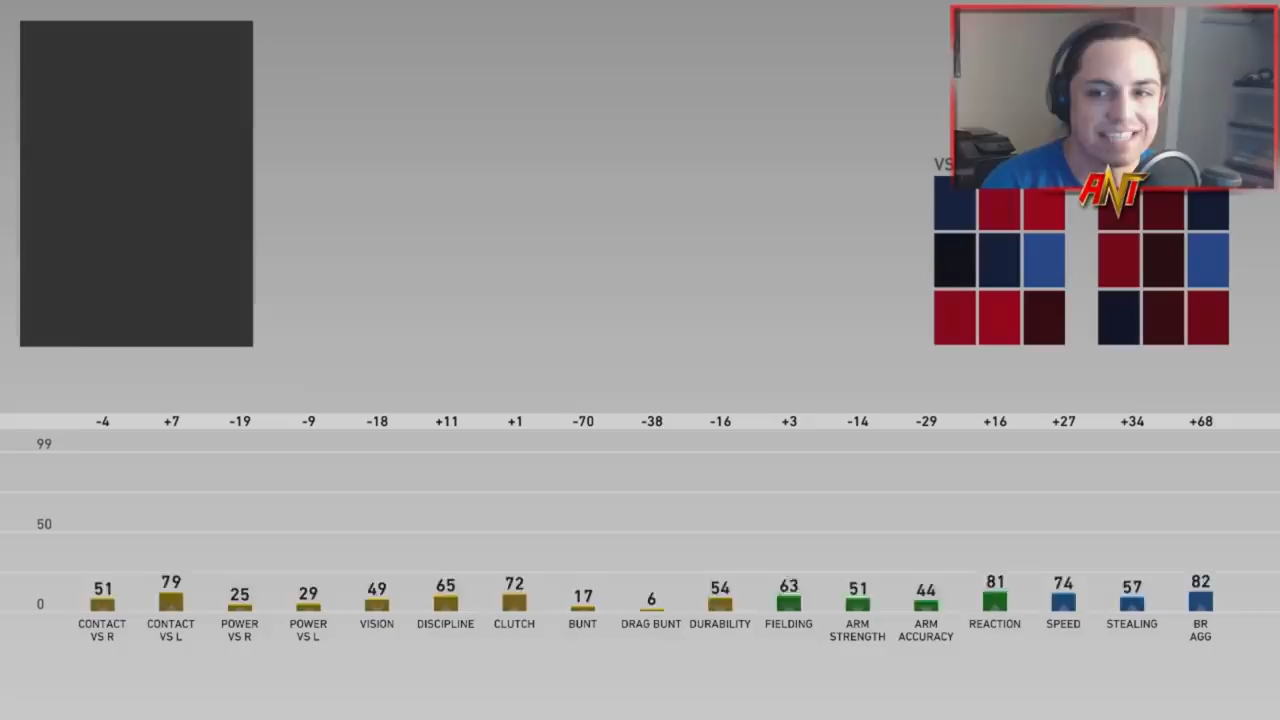 VS
ANT
-4 +7 -19 -9 -18 +11 +1 -70 -38 -16 +3 -14 -29 +16 +27 +34 +68
99
50
0
51 79 25 29 49 65 72 17 6 54 63 51 44 81 74 57 82
CONTACT VS R
CONTACT VS L
POWER VS R
POWER VS L
VISION
DISCIPLINE
CLUTCH
BUNT
DRAG BUNT
DURABILITY
FIELDING
ARM STRENGTH
ARM ACCURACY
REACTION
SPEED
STEALING
BR AGG